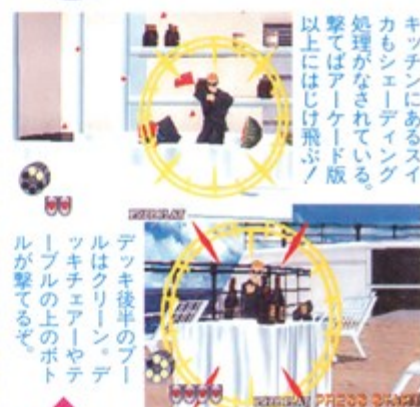 キッチンにあるスイ
カもシェーディング
処理がなされている。
撃てばアーケード版
以上にはじけ飛ぶ!
デッキ後半のプー
ルはクリーン。デ
ッキチェアーやテ
ーブルの上のボト
ルが撃てるぞ。
PRESS START